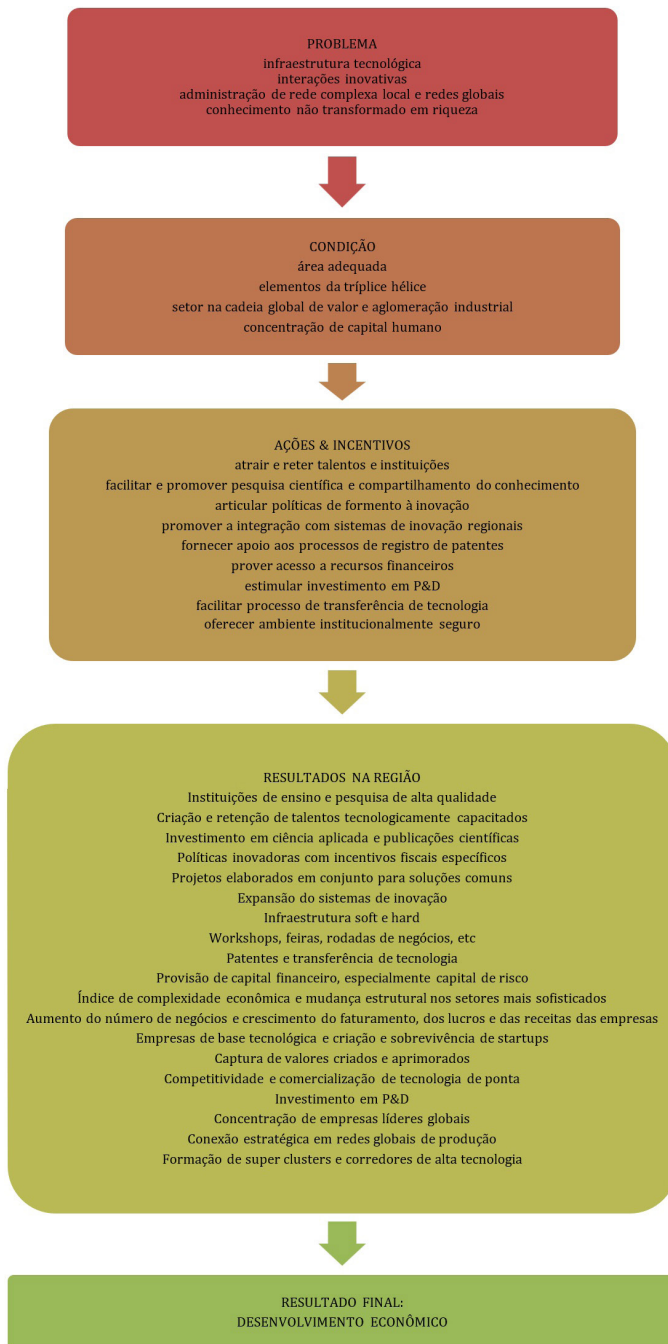 PROBLEMA
infraestrutura tecnológica
interações inovativas
administração de rede complexa local e redes globais
conhecimento não transformado em riqueza
CONDIÇÃO
área adequada
elementos da tríplice hélice
setor na cadeia global de valor e aglomeração industrial
concentração de capital humano
AÇÕES & INCENTIVOS
atrair e reter talentos e instituições
facilitar e promover pesquisa científica e compartilhamento do conhecimento
articular políticas de formento à inovação
promover a integração com sistemas de inovação regionais
fornecer apoio aos processos de registro de patentes
prover acesso a recursos financeiros
estimular investimento em P&D
facilitar processo de transferência de tecnologia
oferecer ambiente institucionalmente seguro
RESULTADOS NA REGIÃO
Instituições de ensino e pesquisa de alta qualidade
Criação e retenção de talentos tecnologicamente capacitados
Investimento em ciência aplicada e publicações científicas
Políticas inovadoras com incentivos fiscais específicos
Projetos elaborados em conjunto para soluções comuns
Expansão do sistemas de inovação
Infraestrutura soft e hard
Workshops, feiras, rodadas de negócios, etc
Patentes e transferência de tecnologia
Provisão de capital financeiro, especialmente capital de risco
Índice de complexidade econômica e mudança estrutural nos setores mais sofisticados
Aumento do número de negócios e crescimento do faturamento, dos lucros e das receitas das empresas
Empresas de base tecnológica e criação e sobrevivência de startups
Captura de valores criados e aprimorados
Competitividade e comercialização de tecnologia de ponta
Investimento em P&D
Concentração de empresas líderes globais
Conexão estratégica em redes globais de produção
Formação de super clusters e corredores de alta tecnologia
RESULTADO FINAL:
DESENVOLVIMENTO ECONÔMICO